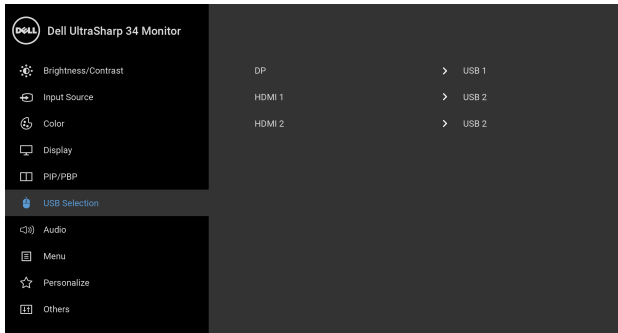 DELL Dell UltraSharp 34 Monitor
Brightness/Contrast
Input Source
Color
Display
PIP/PBP
USB Selection
Audio
Menu
Personalize
Others
DP > USB 1
HDMI 1 > USB 2
HDMI 2 > USB 2